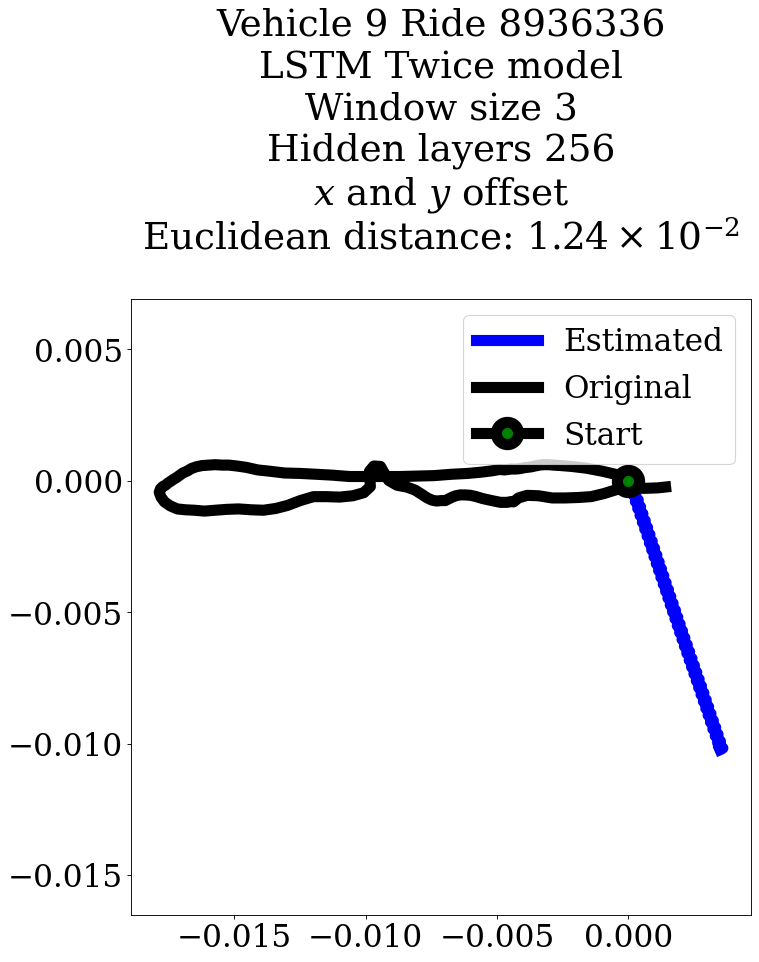 Vehicle 9 Ride 8936336
LSTM Twice model
Window size 3
Hidden layers 256
x and y offset
Euclidean distance: 1.24 × 10⁻²
Estimated
Original
Start
0.005
0.000
−0.005
−0.010
−0.015
−0.015 −0.010 −0.005 0.000